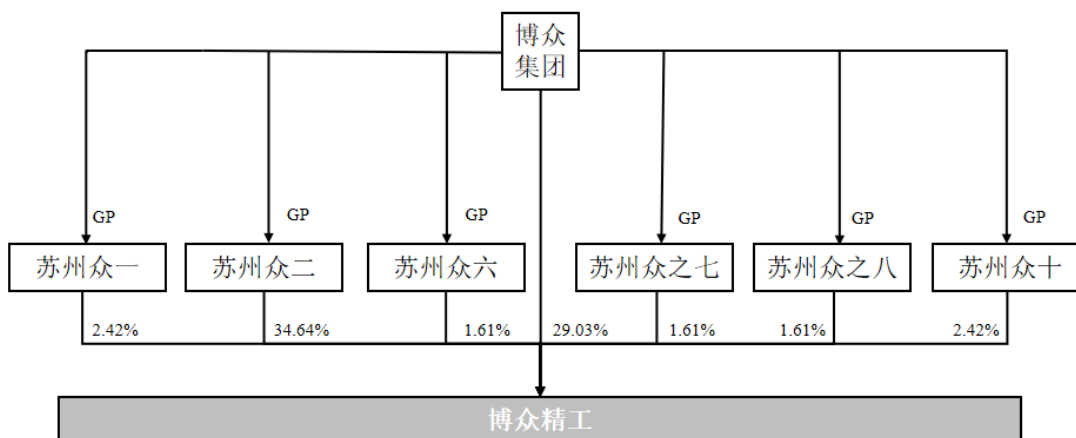 博众
集团
GP
GP
GP
GP
GP
GP
苏州众一
苏州众二
苏州众六
苏州众之七
苏州众之八
苏州众十
2.42%
34.64%
1.61%
29.03%
1.61%
1.61%
2.42%
博众精工